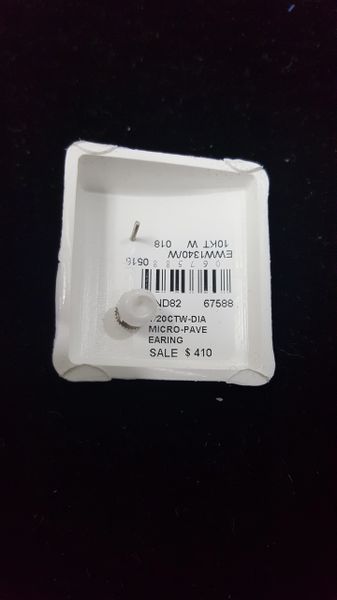 EWW1340/W
10KT W 018
0516
ND82 67588
20CTW-DIA
MICRO-PAVE
EARING
SALE $ 410